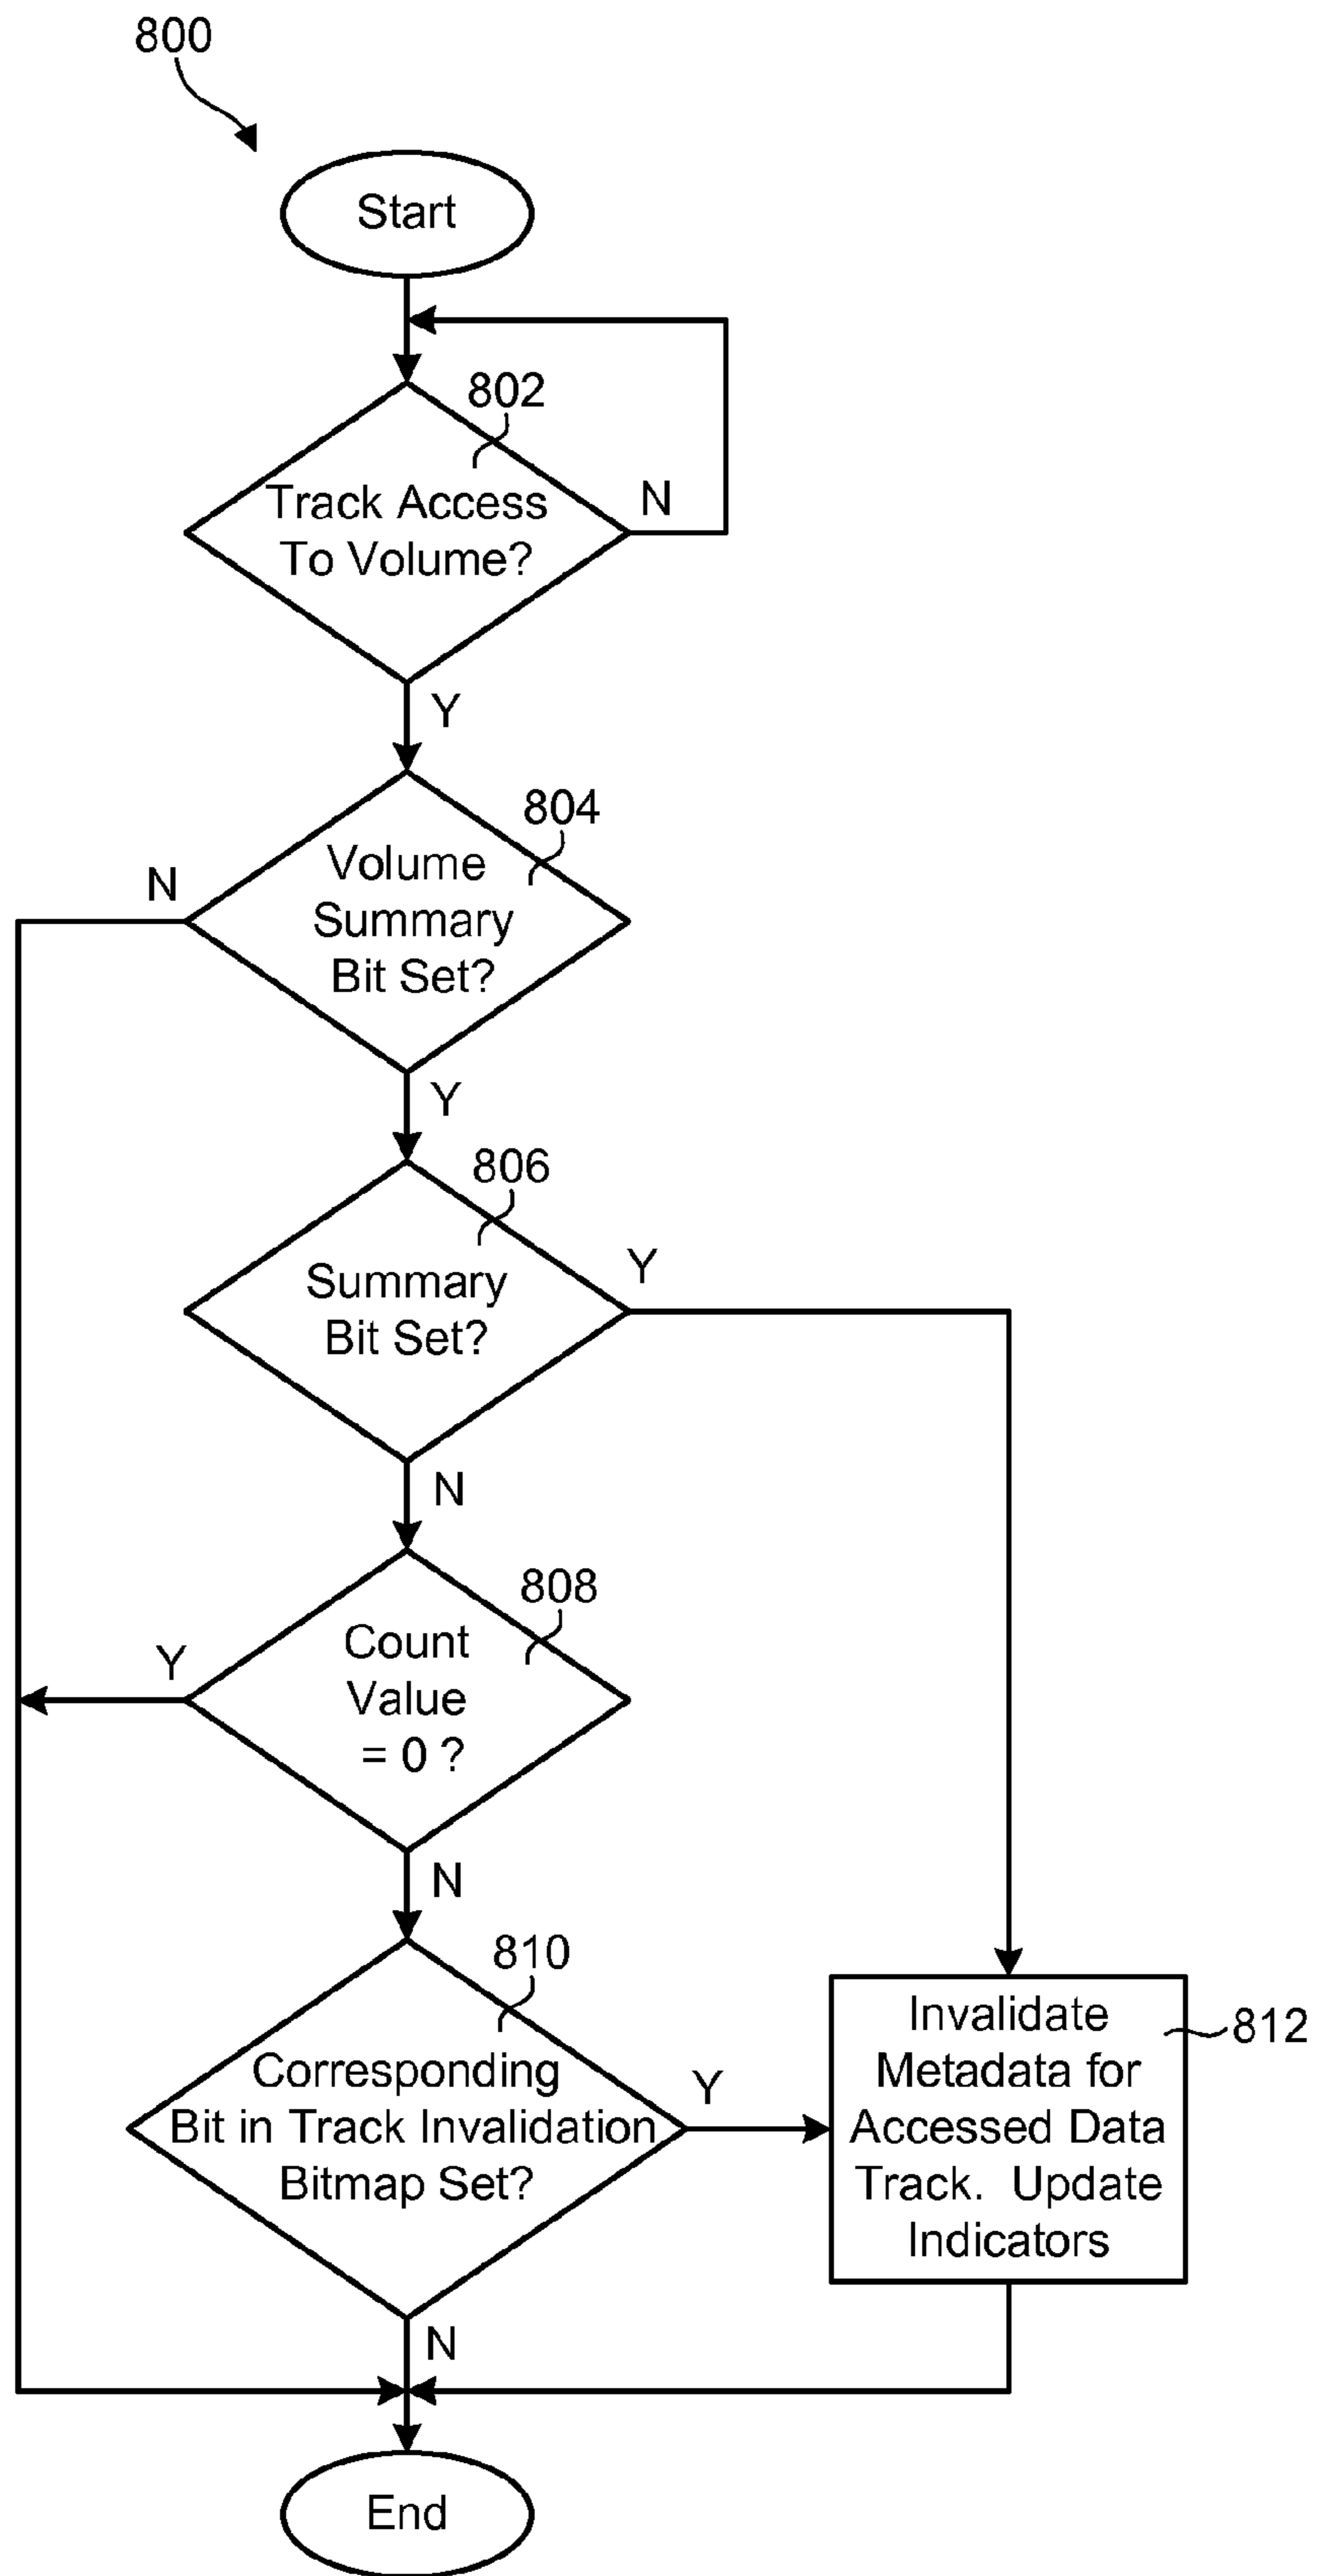 800
Start
802
Track Access
To Volume?
N
Y
804
Volume
Summary
Bit Set?
N
Y
806
Summary
Bit Set?
Y
N
808
Count
Value
= 0 ?
Y
N
810
Corresponding
Bit in Track Invalidation
Bitmap Set?
Y
N
Invalidate
Metadata for
Accessed Data
Track. Update
Indicators
812
End